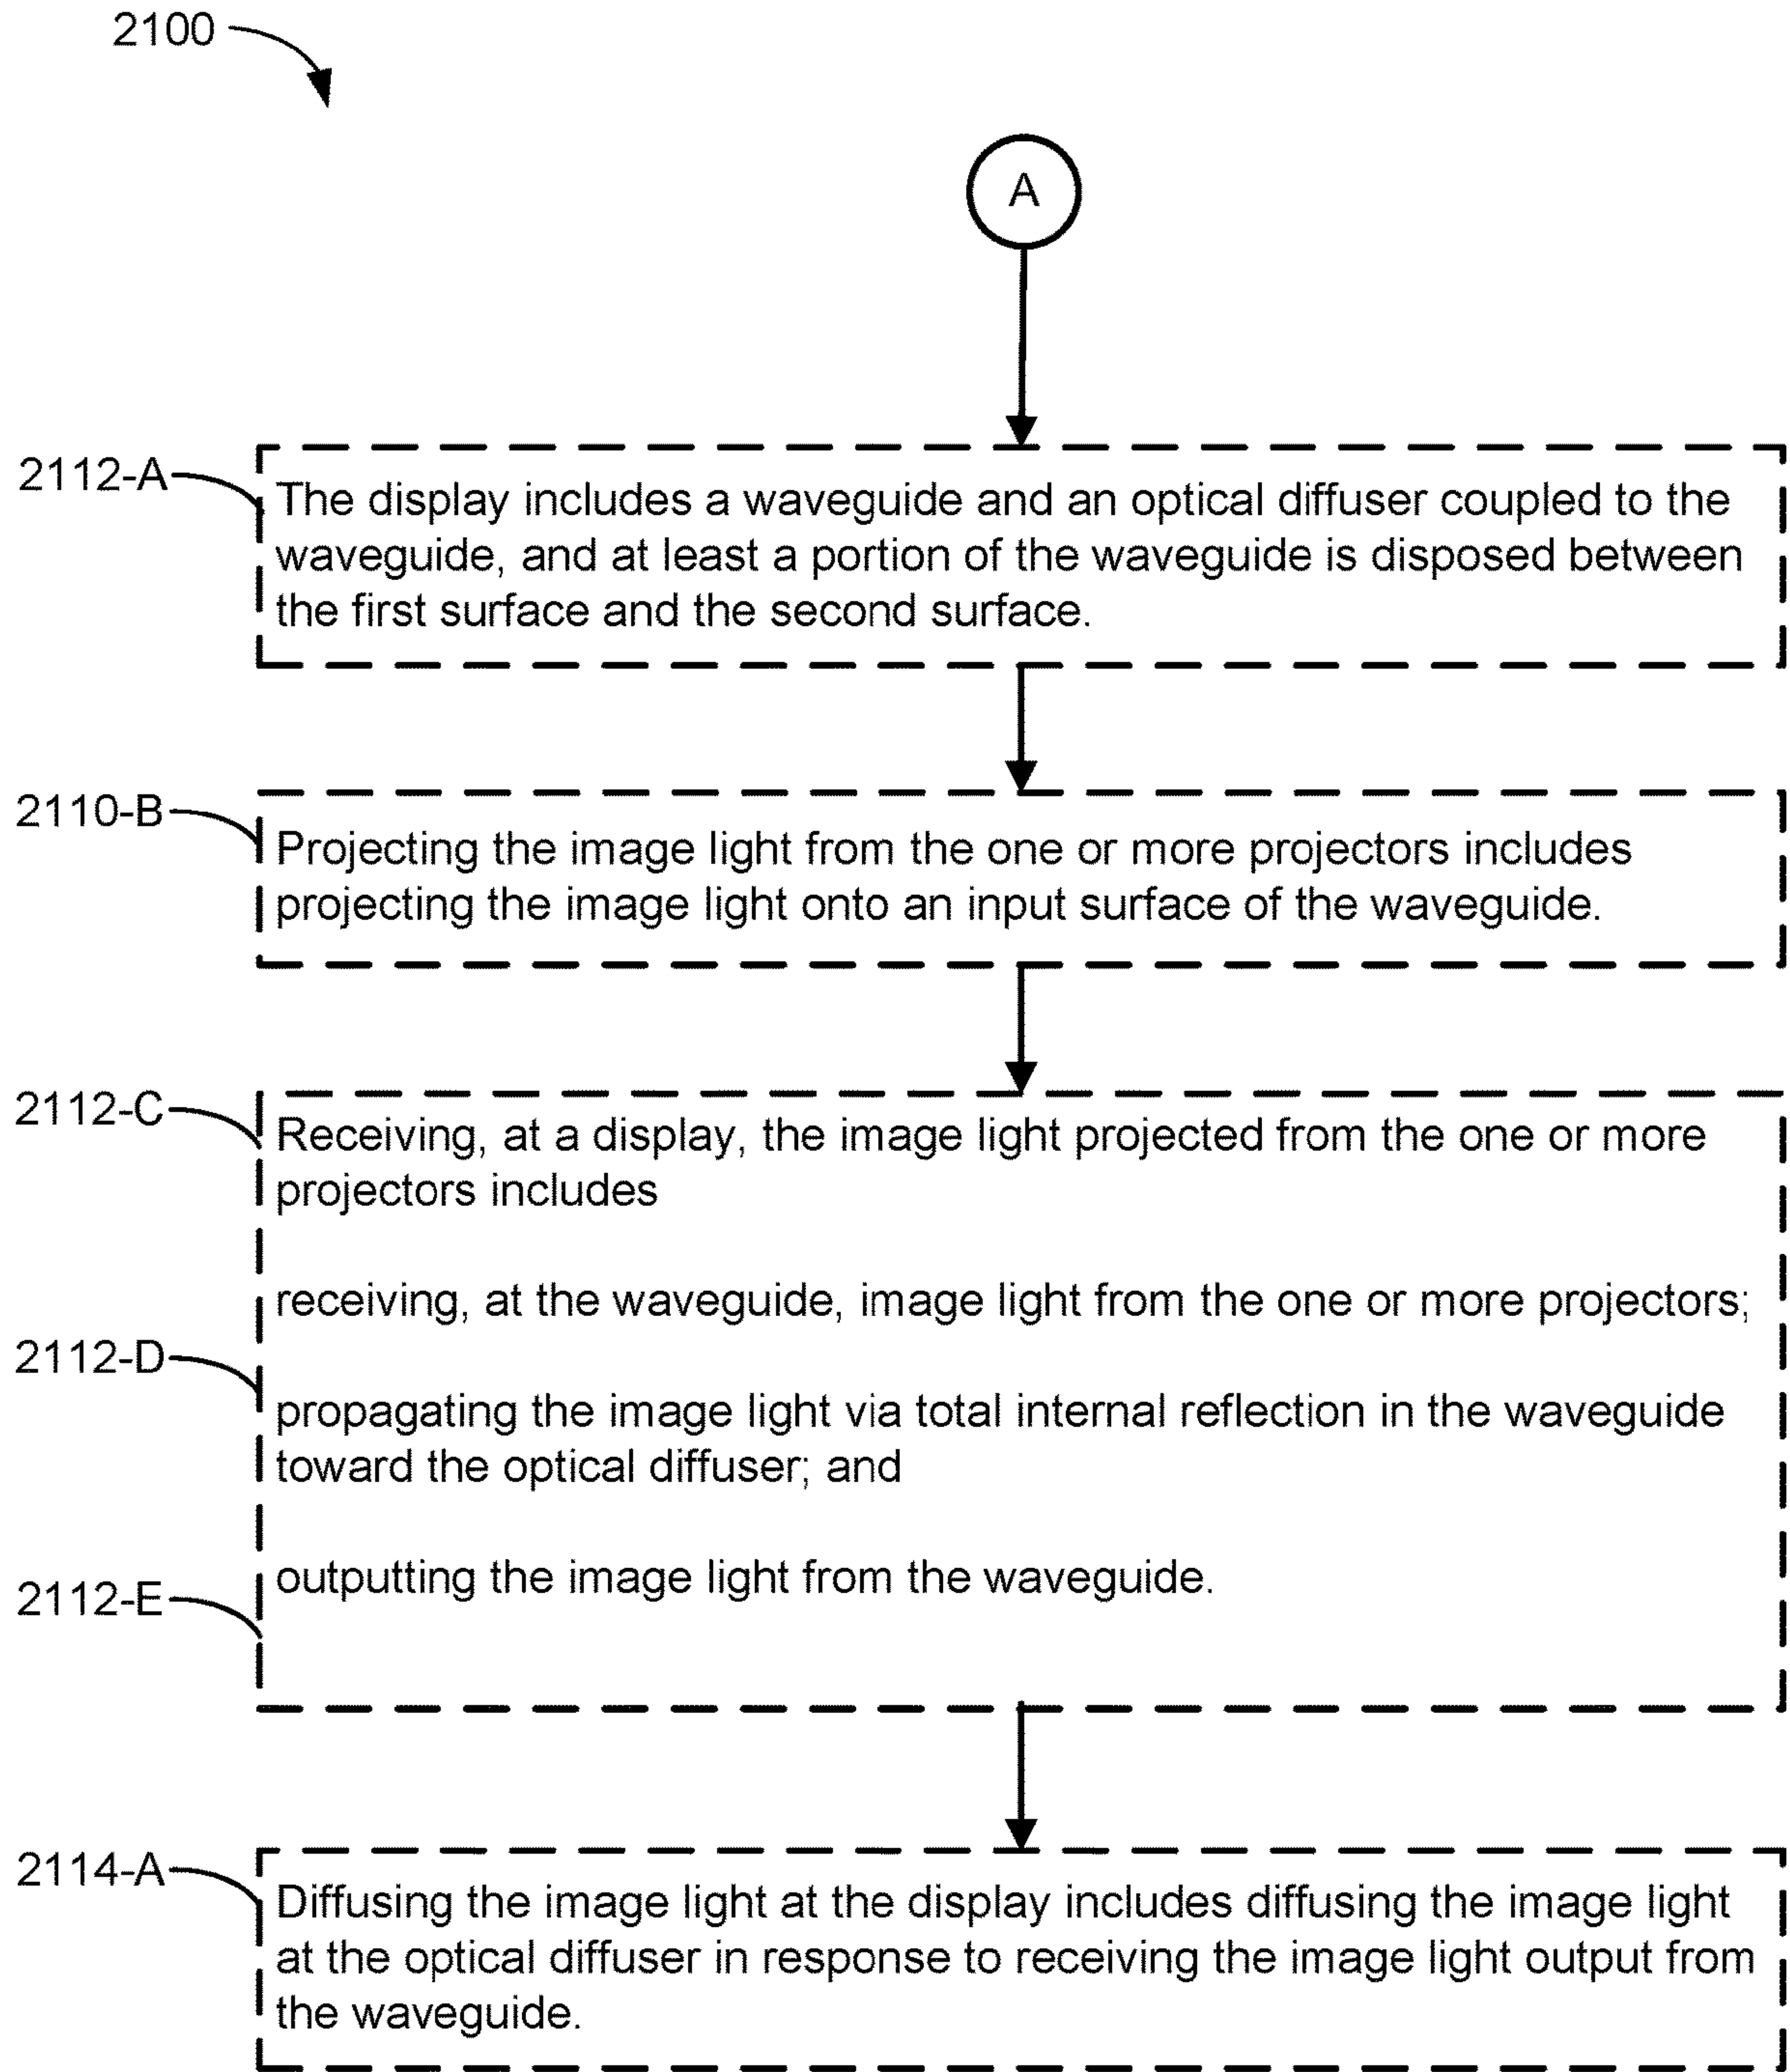 2100
A
2112-A
The display includes a waveguide and an optical diffuser coupled to the
waveguide, and at least a portion of the waveguide is disposed between
the first surface and the second surface.
2110-B
Projecting the image light from the one or more projectors includes
projecting the image light onto an input surface of the waveguide.
2112-C
Receiving, at a display, the image light projected from the one or more
projectors includes
receiving, at the waveguide, image light from the one or more projectors;
2112-D
propagating the image light via total internal reflection in the waveguide
toward the optical diffuser; and
2112-E
outputting the image light from the waveguide.
2114-A
Diffusing the image light at the display includes diffusing the image light
at the optical diffuser in response to receiving the image light output from
the waveguide.